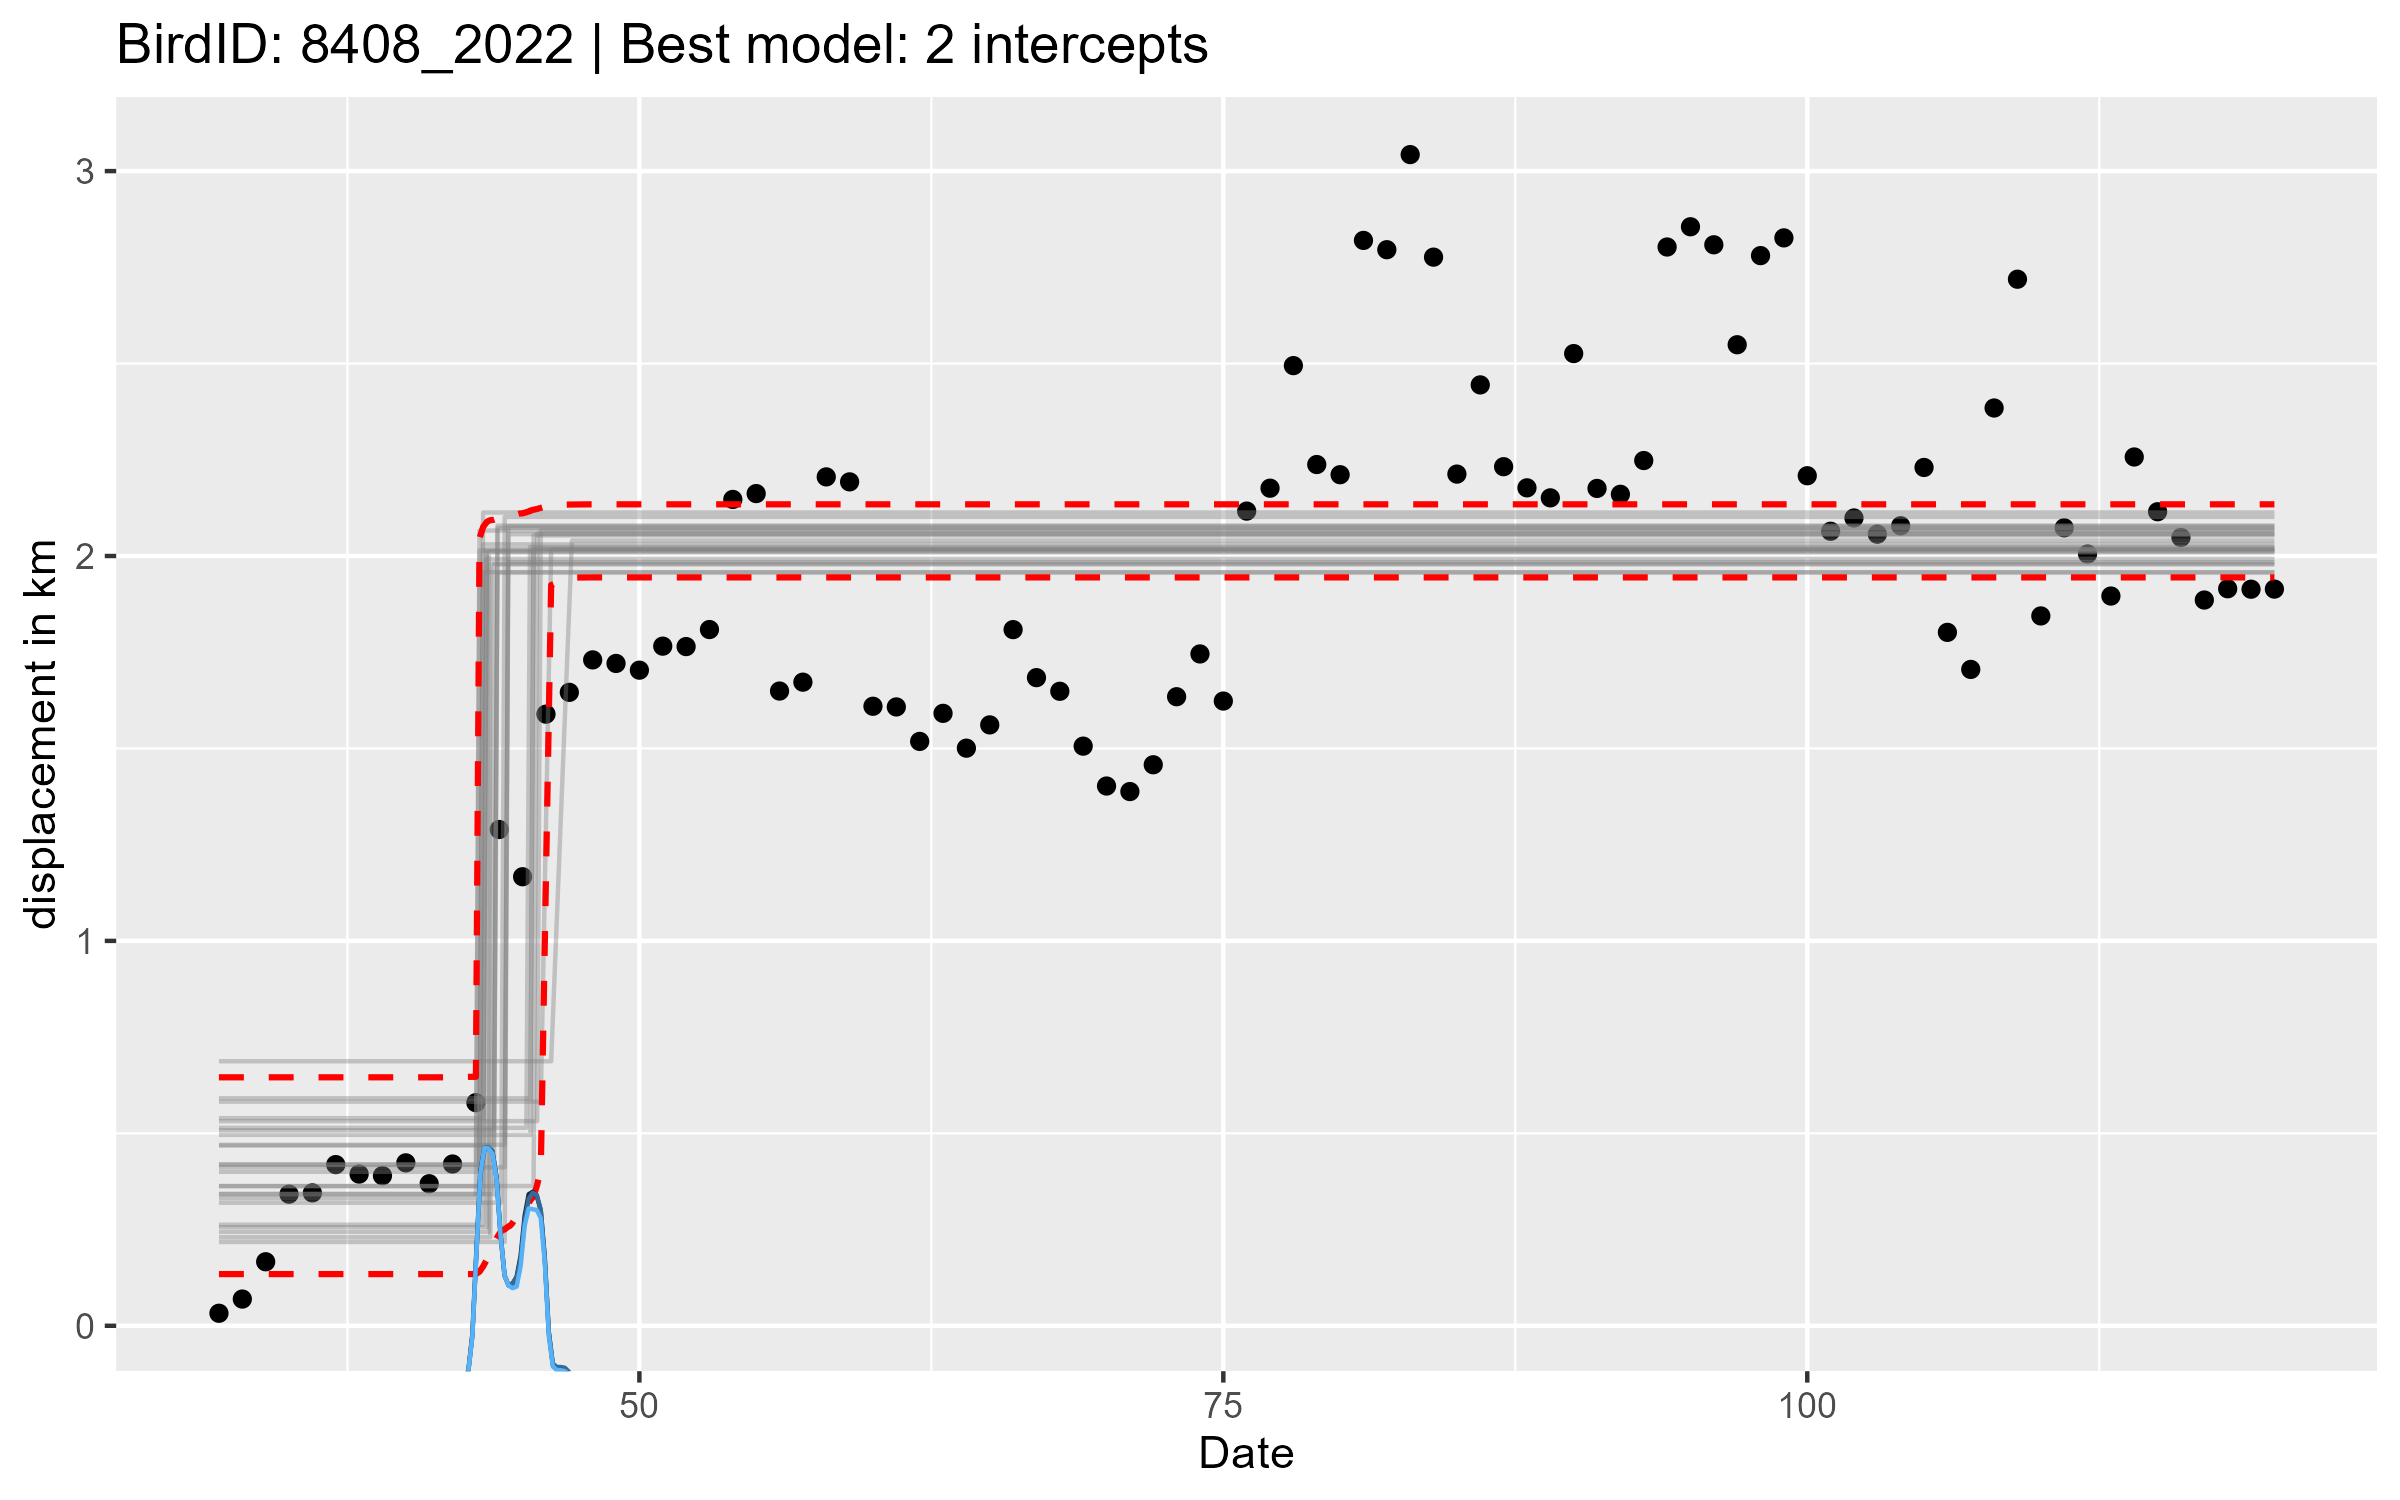 BirdID: 8408_2022 | Best model: 2 intercepts
3
2
1
0
displacement in km
50
75
100
Date